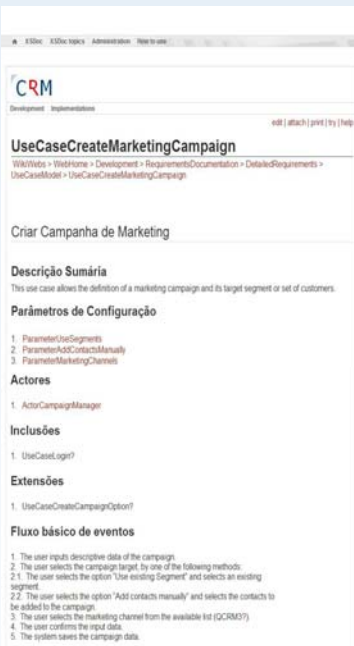 ESDoc ESDoc topics Administration How to use
CRM
Development Implementations
edit | attach | print | try | help
UseCaseCreateMarketingCampaign
WikiWebs > WebHome > Development > RequirementsDocumentation > DetailedRequirements >
UseCaseModel > UseCaseCreateMarketingCampaign
Criar Campanha de Marketing
Descrição Sumária
This use case allows the definition of a marketing campaign and its target segment or set of customers.
Parâmetros de Configuração
1. ParameterUseSegments
2. ParameterAddContactsManually
3. ParameterMarketingChannels
Actores
1. ActorCampaignManager
Inclusões
1. UseCaseLogin?
Extensões
1. UseCaseCreateCampaignOption?
Fluxo básico de eventos
1. The user inputs descriptive data of the campaign.
2. The user selects the campaign target, by one of the following methods:
2.1. The user selects the option "Use existing Segment" and selects an existing
segment.
2.2. The user selects the option "Add contacts manually" and selects the contacts to
be added to the campaign.
3. The user selects the marketing channel from the available list (QCRM3?)
4. The user confirms the input data.
5. The system saves the campaign data.